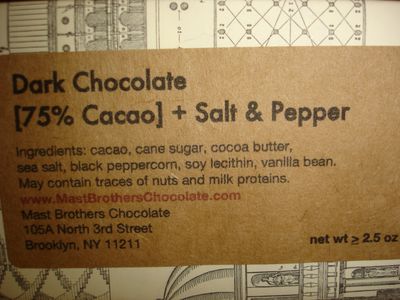 Dark Chocolate
[75% Cacao] + Salt & Pepper
Ingredients: cacao, cane sugar, cocoa butter,
sea salt, black peppercorn, soy lecithin, vanilla bean.
May contain traces of nuts and milk proteins.
www.MastBrothersChocolate.com
Mast Brothers Chocolate
105A North 3rd Street
Brooklyn, NY 11211
net wt ≥ 2.5 oz